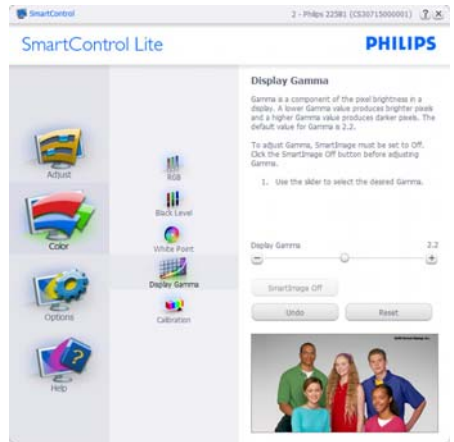 SmartControl
2 - Philips 225B1 (CS30715000001)
SmartControl Lite
PHILIPS
Adjust
Color
Options
Help
RGB
Black Level
White Point
Display Gamma
Calibration
Display Gamma
Gamma is a component of the pixel brightness in a
display. A lower Gamma value produces brighter pixels
and a higher Gamma value produces darker pixels. The
default value for Gamma is 2.2.
To adjust Gamma, SmartImage must be set to Off.
Click the SmartImage Off button before adjusting
Gamma.
1. Use the slider to select the desired Gamma.
Display Gamma 2.2
SmartImage Off
Undo Reset